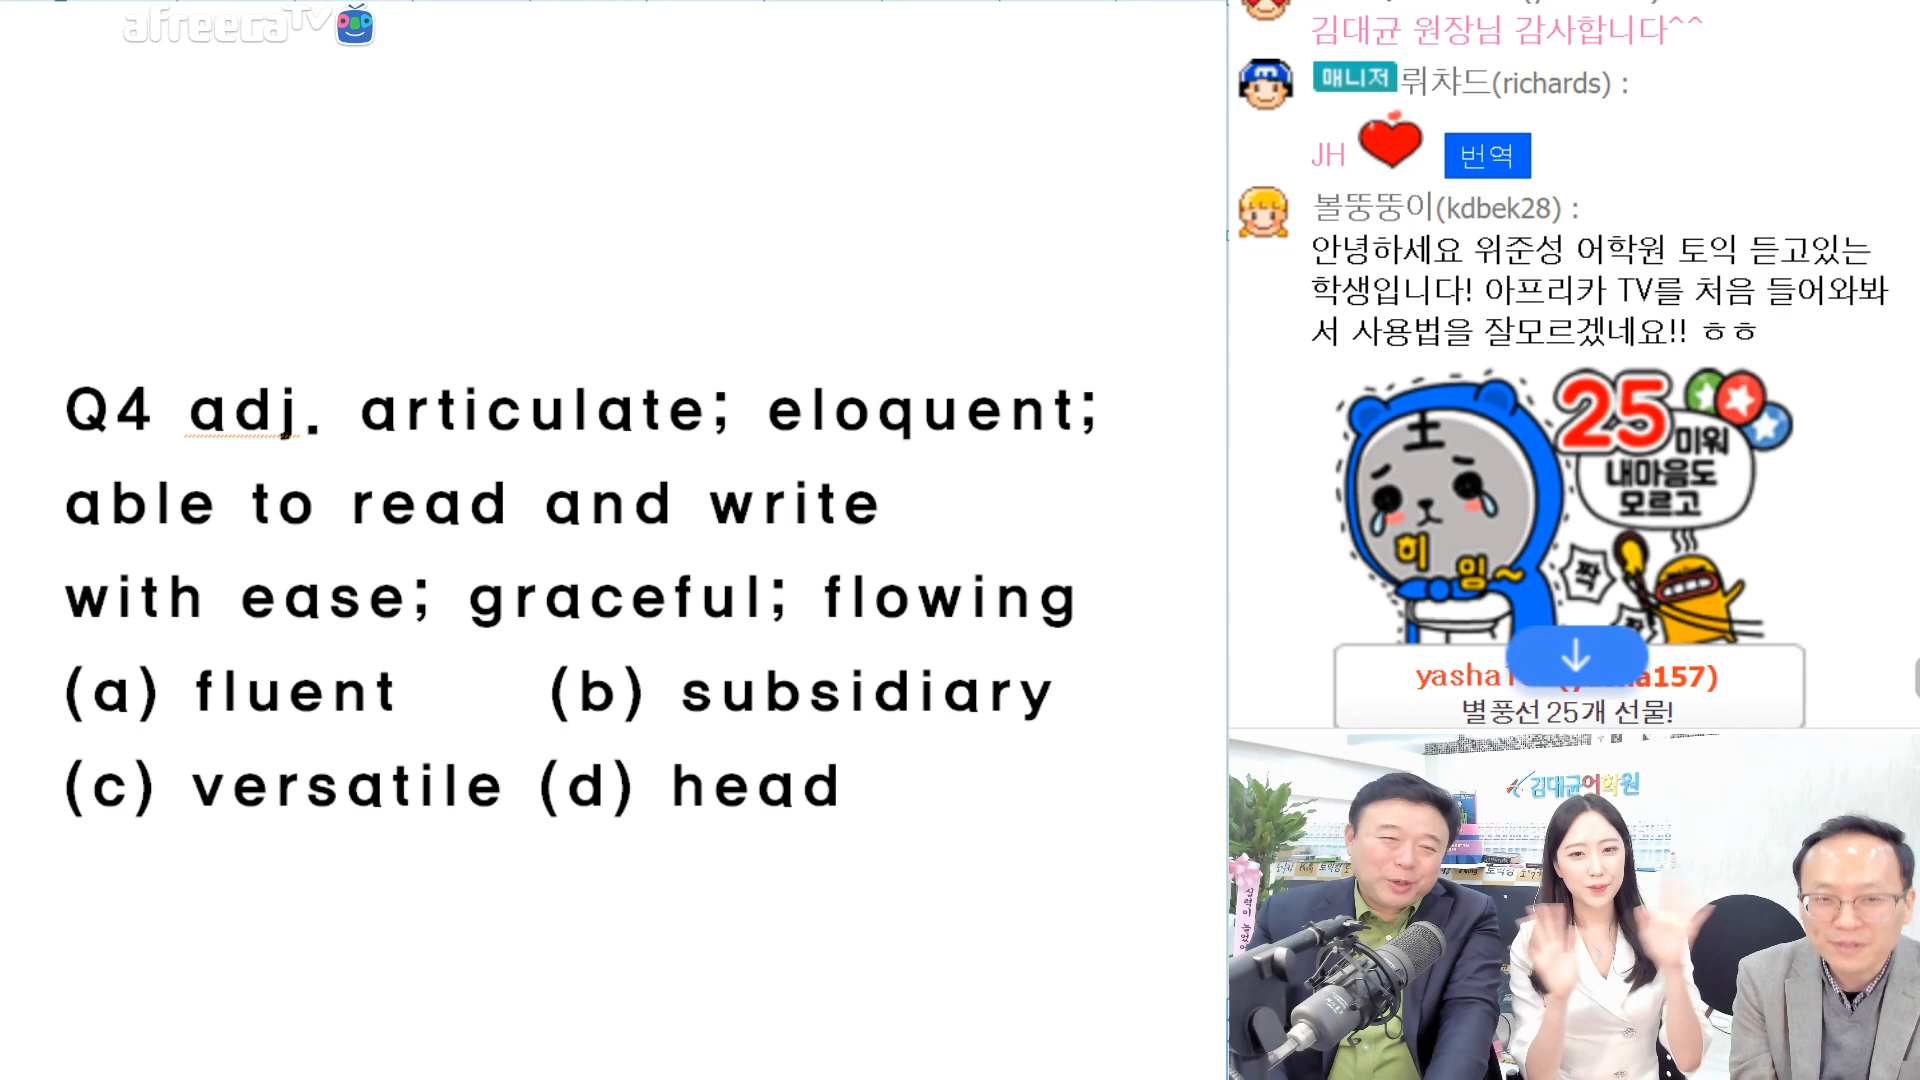 afreecaTV
Q4 adj. articulate; eloquent;
able to read and write
with ease; graceful; flowing
(a) fluent (b) subsidiary
(c) versatile (d) head
김대균 원장님 감사합니다^^
매니저 뤼챠드(richards) :
JH 번역
볼뚱뚱이(kdbek28) :
안녕하세요 위준성 어학원 토익 듣고있는
학생입니다! 아프리카 TV를 처음 들어와봐
서 사용법을 잘모르겠네요!! ㅎㅎ
25
미워
내마음도
모르고
히 잉~
짝
별풍선 25개 선물!
김대균어학원